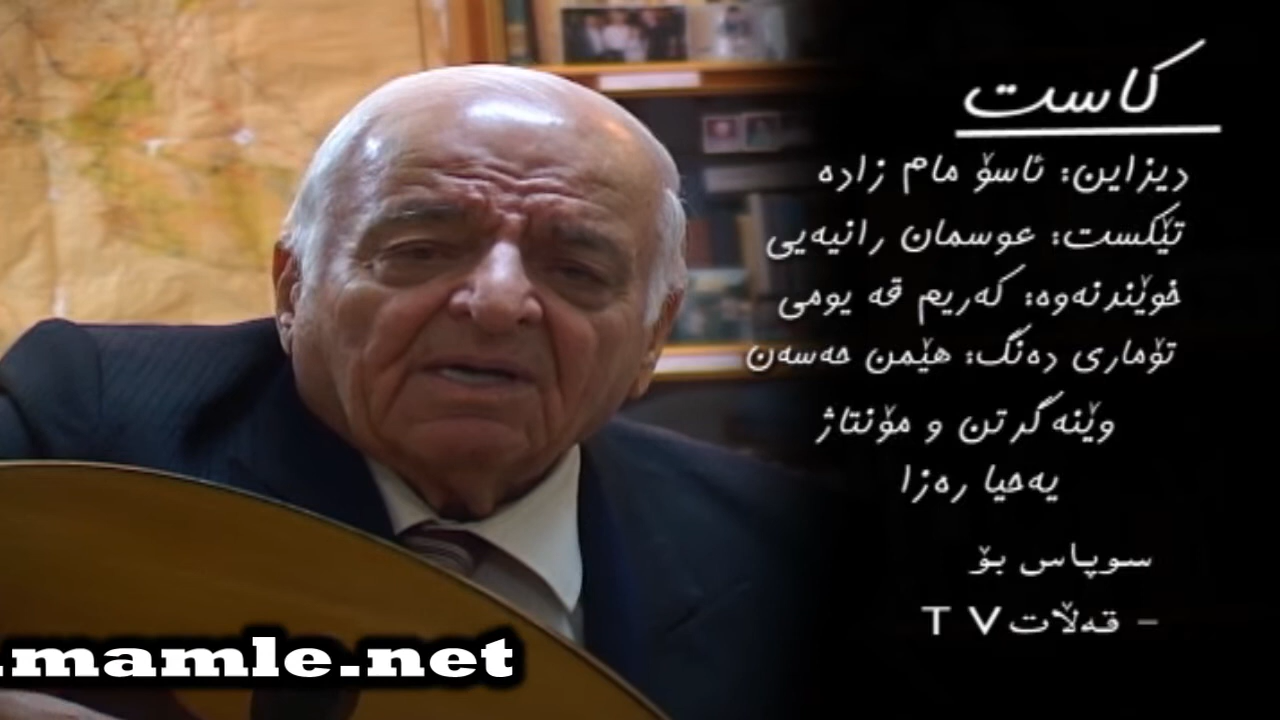 کاست
دیزاین: ئاسۆ مام زاده
تێکست: عوسمان رانیەیی
خوێندنەوە: کەریم قە یومی
تۆماری دەنگ: هێمن حەسەن
وێنەگرتن و مۆنتاژ
یەحیا رەزا
سوپاس بۆ
- قەڵات TV
.mamle.net